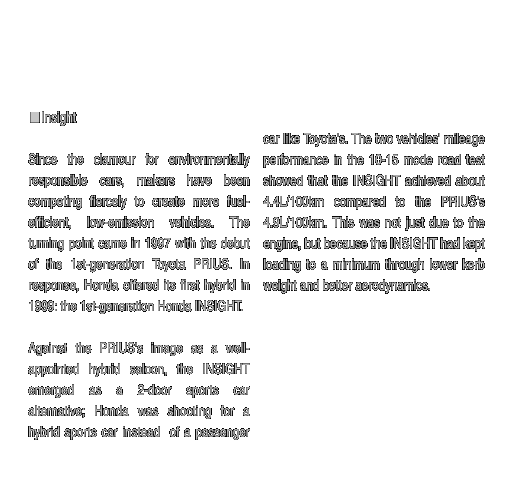 ■Insight
Since the clamour for environmentally
responsible cars, makers have been
competing fiercely to create more fuel-
efficient, low-emission vehicles. The
turning point came in 1997 with the debut
of the 1st-generation Toyota PRIUS. In
response, Honda offered its first hybrid in
1999: the 1st-generation Honda INSIGHT.
Against the PRIUS's image as a well-
appointed hybrid saloon, the INSIGHT
emerged as a 2-door sports car
alternative; Honda was shooting for a
hybrid sports car instead of a passenger
car like Toyota's. The two vehicles' mileage
performance in the 10-15 mode road test
showed that the INSIGHT achieved about
4.4L/100km compared to the PRIUS's
4.9L/100km. This was not just due to the
engine, but because the INSIGHT had kept
loading to a minimum through lower kerb
weight and better aerodynamics.